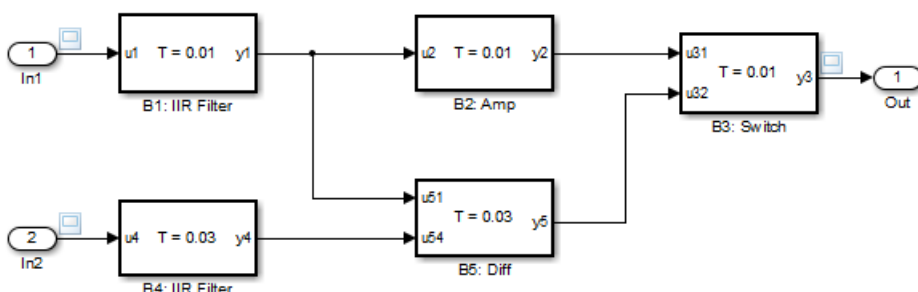 1
In1
u1 T = 0.01 y1
B1: IIR Filter
u2 T = 0.01 y2
B2: Amp
u31
T = 0.01
y3
u32
B3: Switch
1
Out
2
In2
u4 T = 0.03 y4
B4: IIR Filter
u51
T = 0.03
y5
u54
B5: Diff